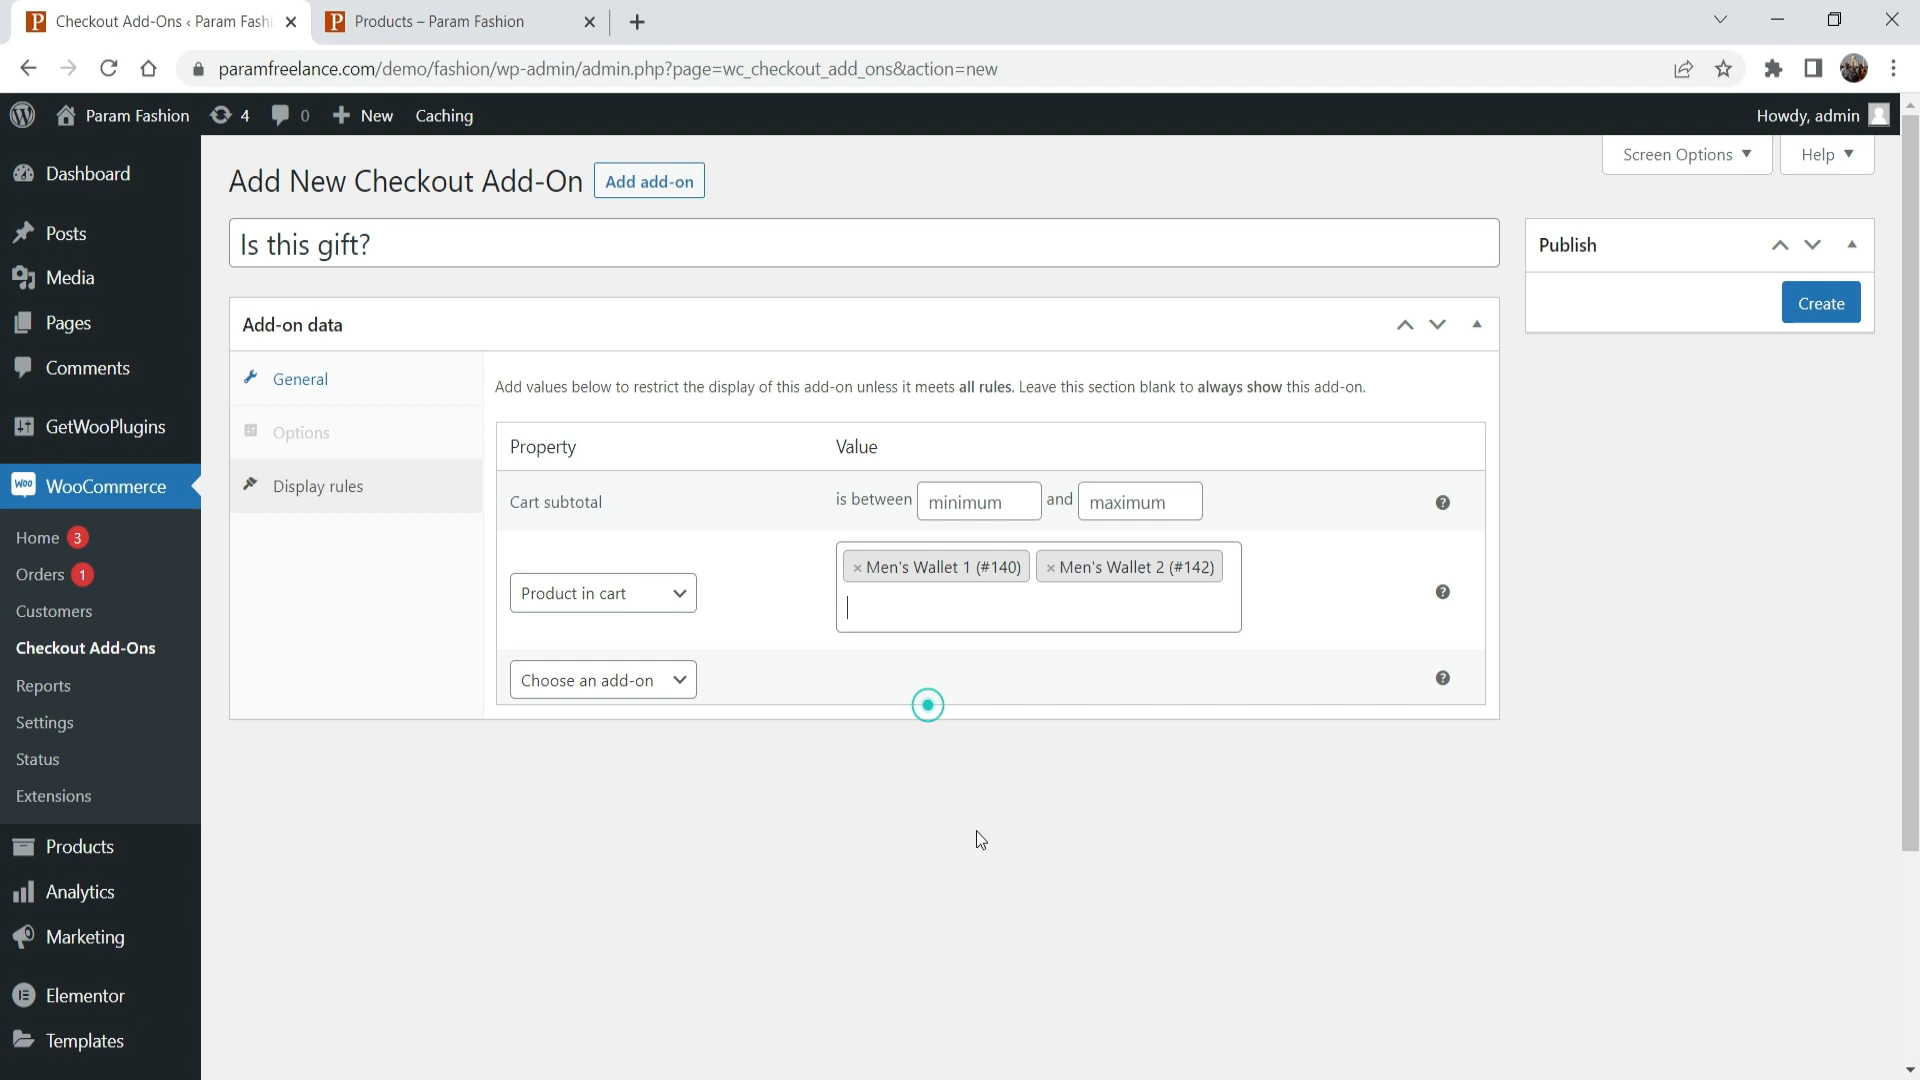 Checkout Add-Ons ‹ Param Fashi
Products – Param Fashion
paramfreelance.com/demo/fashion/wp-admin/admin.php?page=wc_checkout_add_ons&action=new
Param Fashion 4 0 New Caching Howdy, admin
Screen Options Help
Dashboard
Posts
Media
Pages
Comments
GetWooPlugins
WooCommerce
Home 3
Orders 1
Customers
Checkout Add-Ons
Reports
Settings
Status
Extensions
Products
Analytics
Marketing
Elementor
Templates
Add New Checkout Add-On Add add-on
Is this gift?
Add-on data
General
Options
Display rules
Add values below to restrict the display of this add-on unless it meets all rules. Leave this section blank to always show this add-on.
Property Value
Cart subtotal is between minimum and maximum
Product in cart × Men's Wallet 1 (#140) × Men's Wallet 2 (#142)
Choose an add-on
Publish
Create